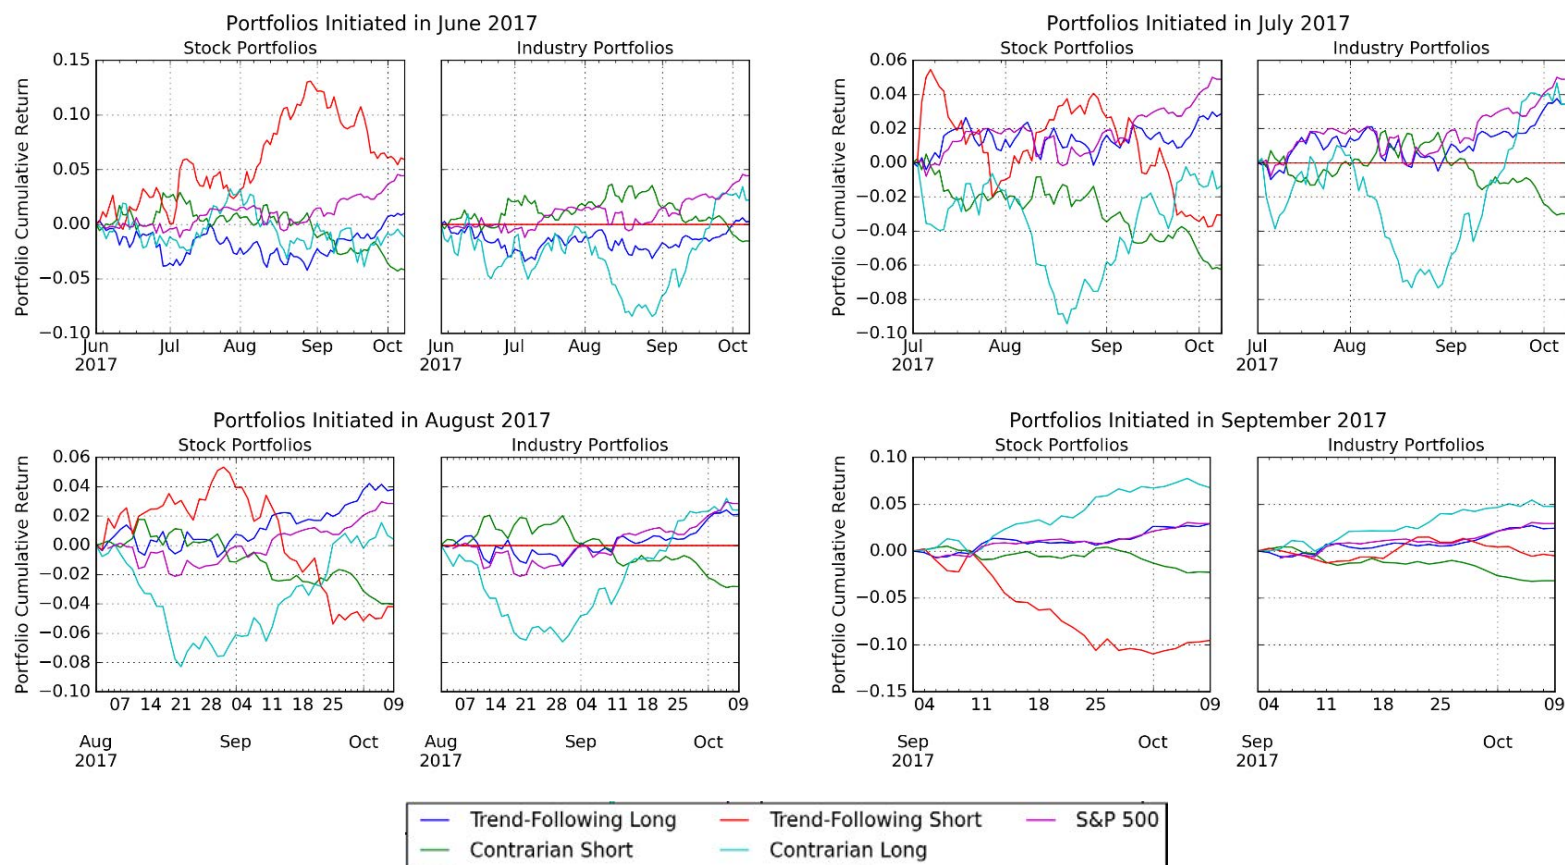 Portfolios Initiated in June 2017
Stock Portfolios
Industry Portfolios
Portfolio Cumulative Return
0.15
0.10
0.05
0.00
−0.05
−0.10
Jun
2017
Jul
Aug
Sep
Oct
Jun
2017
Jul
Aug
Sep
Oct
Portfolios Initiated in July 2017
Stock Portfolios
Industry Portfolios
Portfolio Cumulative Return
0.06
0.04
0.02
0.00
−0.02
−0.04
−0.06
−0.08
−0.10
Jul
2017
Aug
Sep
Oct
Jul
2017
Aug
Sep
Oct
Portfolios Initiated in August 2017
Stock Portfolios
Industry Portfolios
Portfolio Cumulative Return
0.06
0.04
0.02
0.00
−0.02
−0.04
−0.06
−0.08
−0.10
07 14 21 28 04 11 18 25 09
Aug
2017
Sep
Oct
07 14 21 28 04 11 18 25 09
Aug
2017
Sep
Oct
Portfolios Initiated in September 2017
Stock Portfolios
Industry Portfolios
Portfolio Cumulative Return
0.10
0.05
0.00
−0.05
−0.10
−0.15
04 11 18 25 09
Sep
2017
Oct
04 11 18 25 09
Sep
2017
Oct
Trend-Following Long
Trend-Following Short
S&P 500
Contrarian Short
Contrarian Long